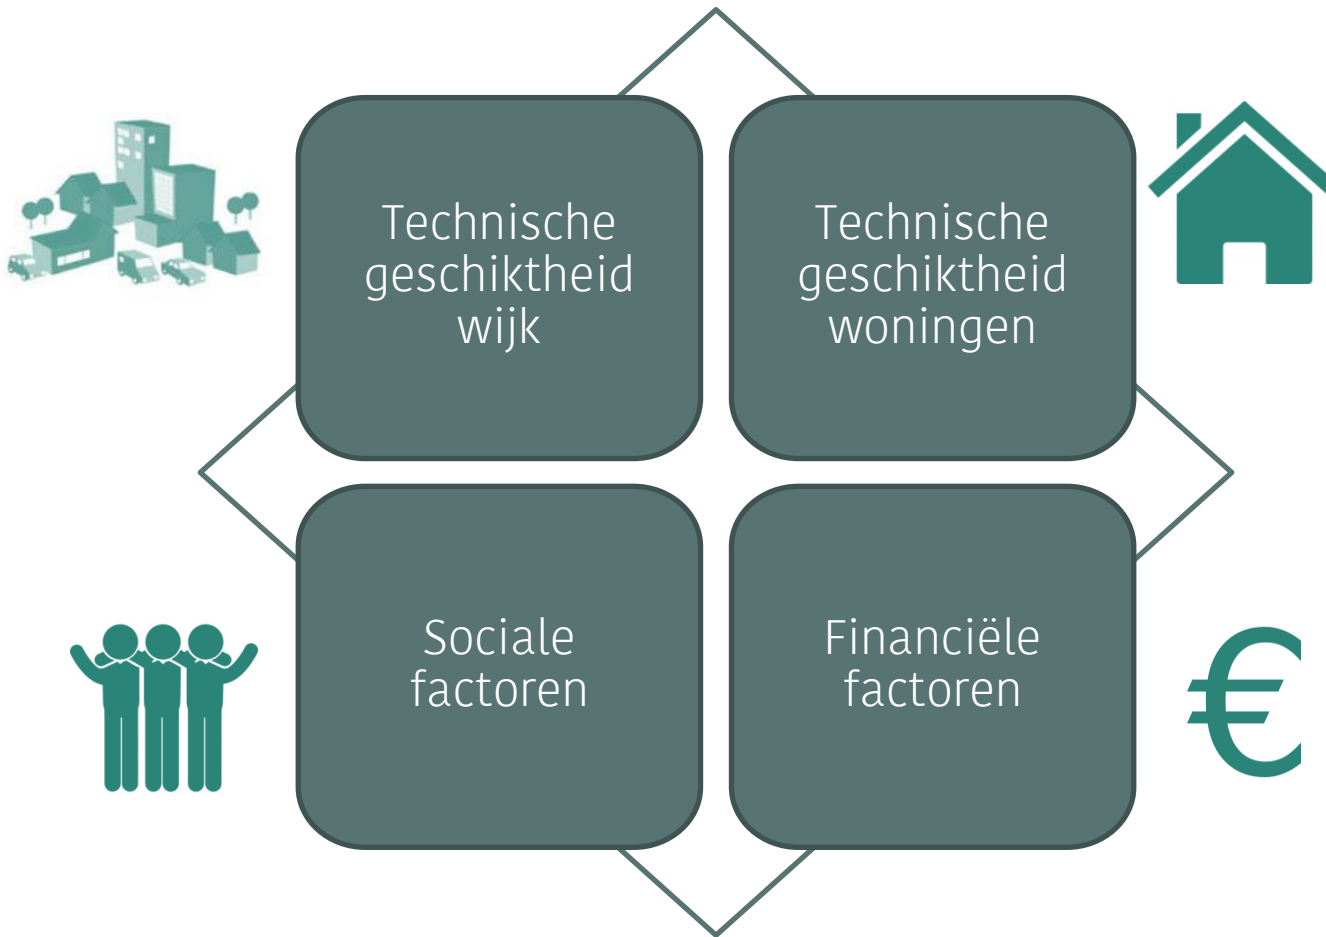 Technische
geschiktheid
wijk
Technische
geschiktheid
woningen
Sociale
factoren
Financiële
factoren
€